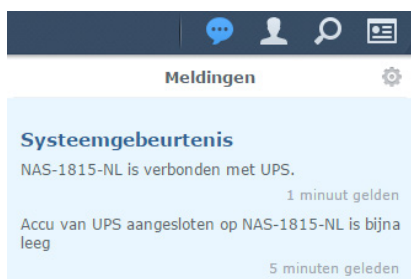 Meldingen
Systeemgebeurtenis
NAS-1815-NL is verbonden met UPS.
1 minuut gelden
Accu van UPS aangesloten op NAS-1815-NL is bijna
leeg
5 minuten geleden